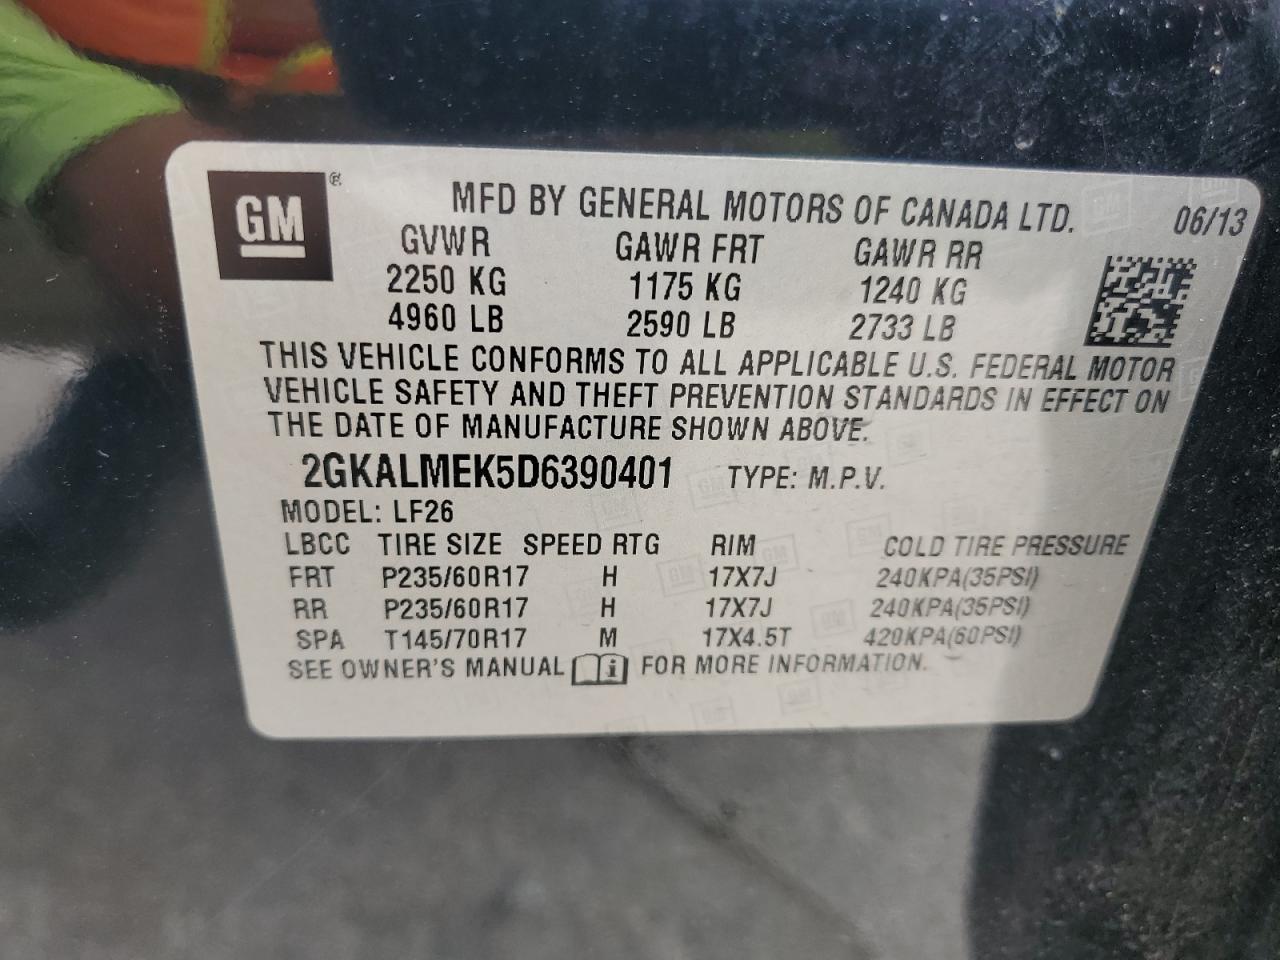 GM ®
MFD BY GENERAL MOTORS OF CANADA LTD. 06/13
GVWR GAWR FRT GAWR RR
2250 KG 1175 KG 1240 KG
4960 LB 2590 LB 2733 LB
THIS VEHICLE CONFORMS TO ALL APPLICABLE U.S. FEDERAL MOTOR
VEHICLE SAFETY AND THEFT PREVENTION STANDARDS IN EFFECT ON
THE DATE OF MANUFACTURE SHOWN ABOVE.
2GKALMEK5D6390401 TYPE: M.P.V.
MODEL: LF26
LBCC TIRE SIZE SPEED RTG RIM COLD TIRE PRESSURE
FRT P235/60R17 H 17X7J 240KPA(35PSI)
RR P235/60R17 H 17X7J 240KPA(35PSI)
SPA T145/70R17 M 17X4.5T 420KPA(60PSI)
SEE OWNER'S MANUAL i FOR MORE INFORMATION.